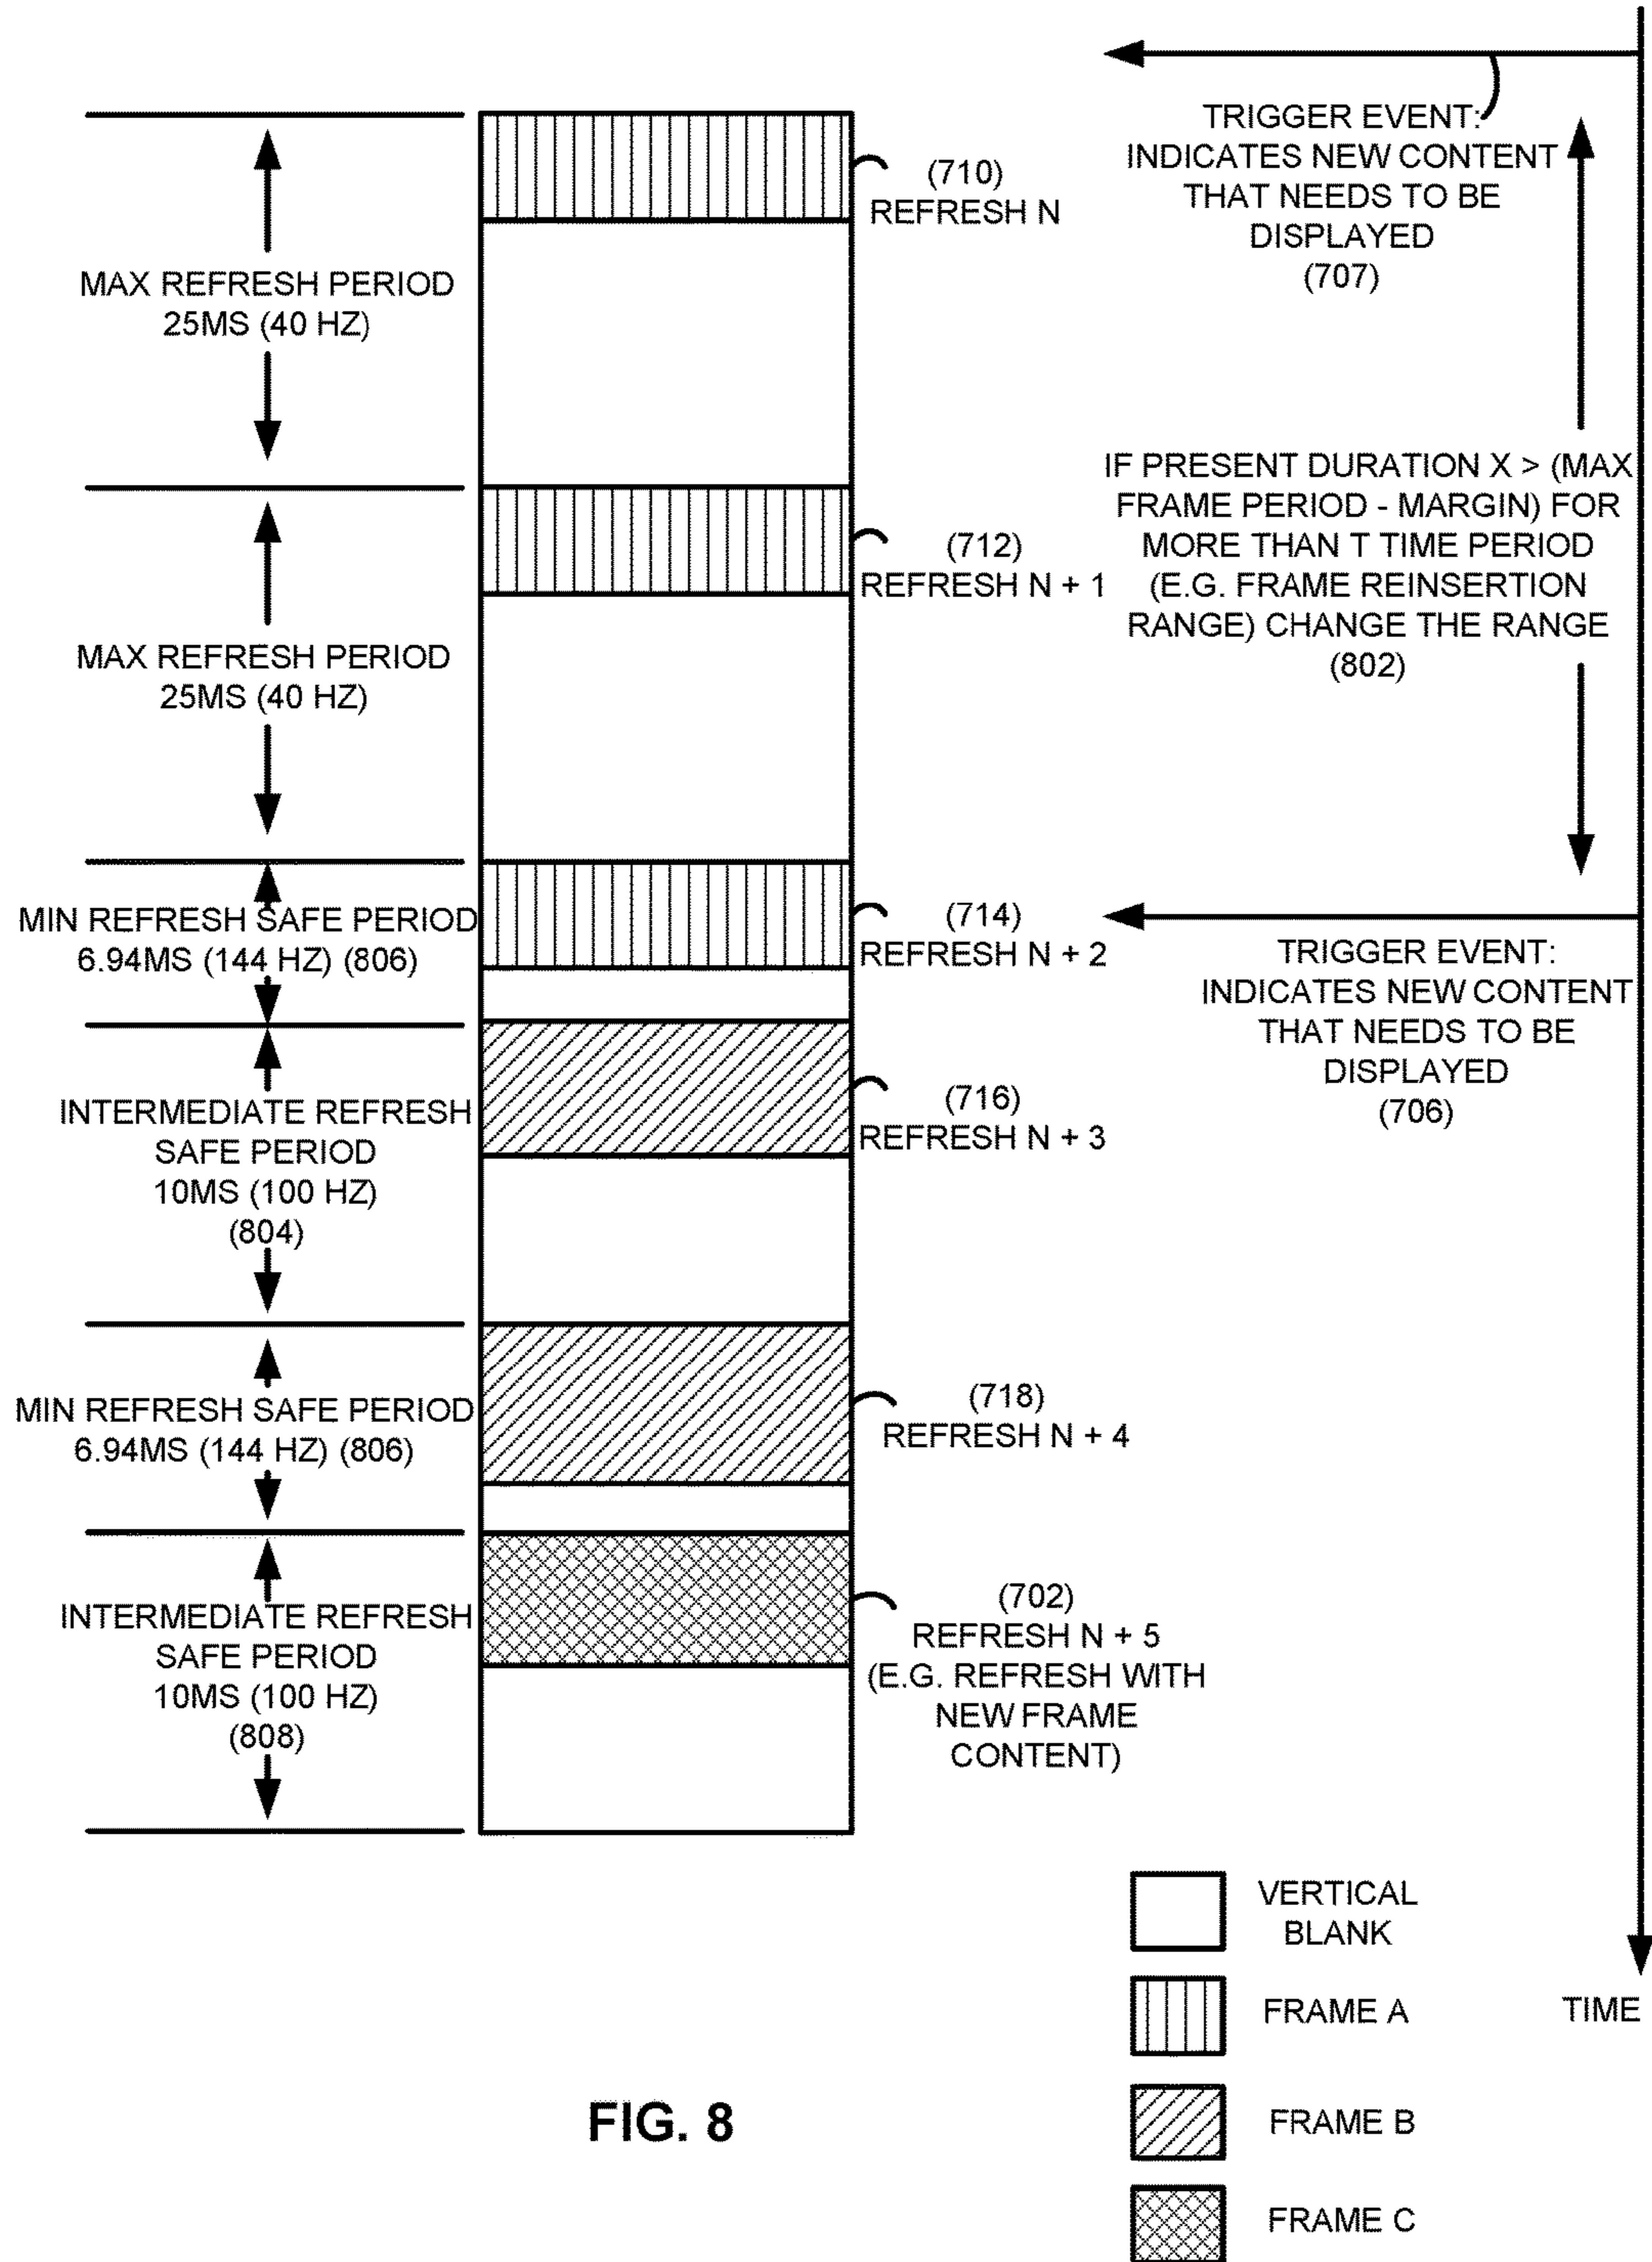 TRIGGER EVENT:
INDICATES NEW CONTENT
THAT NEEDS TO BE
DISPLAYED
(707)
(710)
REFRESH N
MAX REFRESH PERIOD
25MS (40 HZ)
IF PRESENT DURATION X > (MAX
FRAME PERIOD - MARGIN) FOR
MORE THAN T TIME PERIOD
(E.G. FRAME REINSERTION
RANGE) CHANGE THE RANGE
(802)
(712)
REFRESH N + 1
MAX REFRESH PERIOD
25MS (40 HZ)
MIN REFRESH SAFE PERIOD
6.94MS (144 HZ) (806)
(714)
REFRESH N + 2
TRIGGER EVENT:
INDICATES NEW CONTENT
THAT NEEDS TO BE
DISPLAYED
(706)
INTERMEDIATE REFRESH
SAFE PERIOD
10MS (100 HZ)
(804)
(716)
REFRESH N + 3
MIN REFRESH SAFE PERIOD
6.94MS (144 HZ) (806)
(718)
REFRESH N + 4
INTERMEDIATE REFRESH
SAFE PERIOD
10MS (100 HZ)
(808)
(702)
REFRESH N + 5
(E.G. REFRESH WITH
NEW FRAME
CONTENT)
VERTICAL
BLANK
FRAME A
TIME
FRAME B
FRAME C
FIG. 8